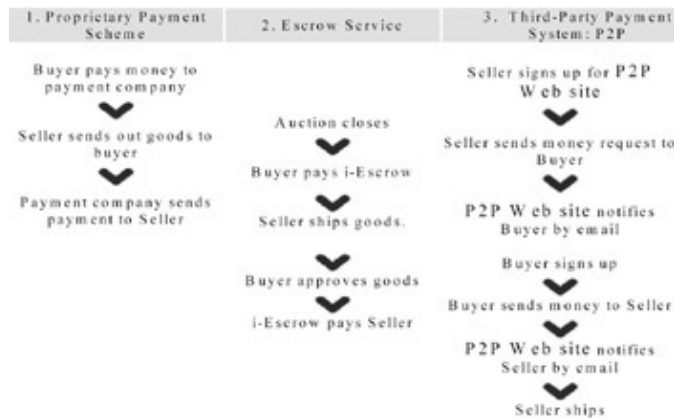 1. Proprietary Payment
Scheme
Buyer pays money to
payment company
Seller sends out goods to
buyer
Payment company sends
payment to Seller
2. Escrow Service
Auction closes
Buyer pays i-Escrow
Seller ships goods.
Buyer approves goods
i-Escrow pays Seller
3. Third-Party Payment
System: P2P
Seller signs up for P2P
Web site
Seller sends money request to
Buyer
P2P Web site notifies
Buyer by email
Buyer signs up
Buyer sends money to Seller
P2P Web site notifies
Seller by email
Seller ships